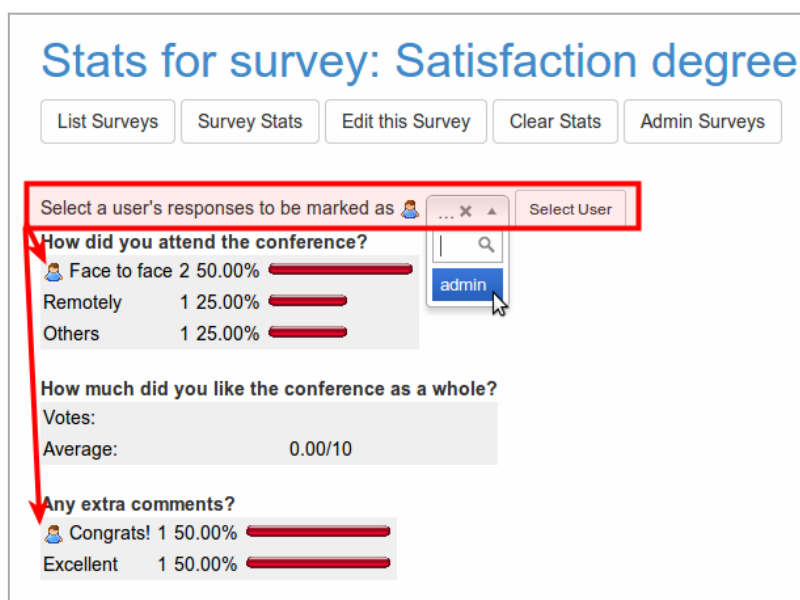 Stats for survey: Satisfaction degree
List Surveys Survey Stats Edit this Survey Clear Stats Admin Surveys
Select a user's responses to be marked as ... Select User
How did you attend the conference?
admin
Face to face 2 50.00%
Remotely 1 25.00%
Others 1 25.00%
How much did you like the conference as a whole?
Votes:
Average: 0.00/10
Any extra comments?
Congrats! 1 50.00%
Excellent 1 50.00%